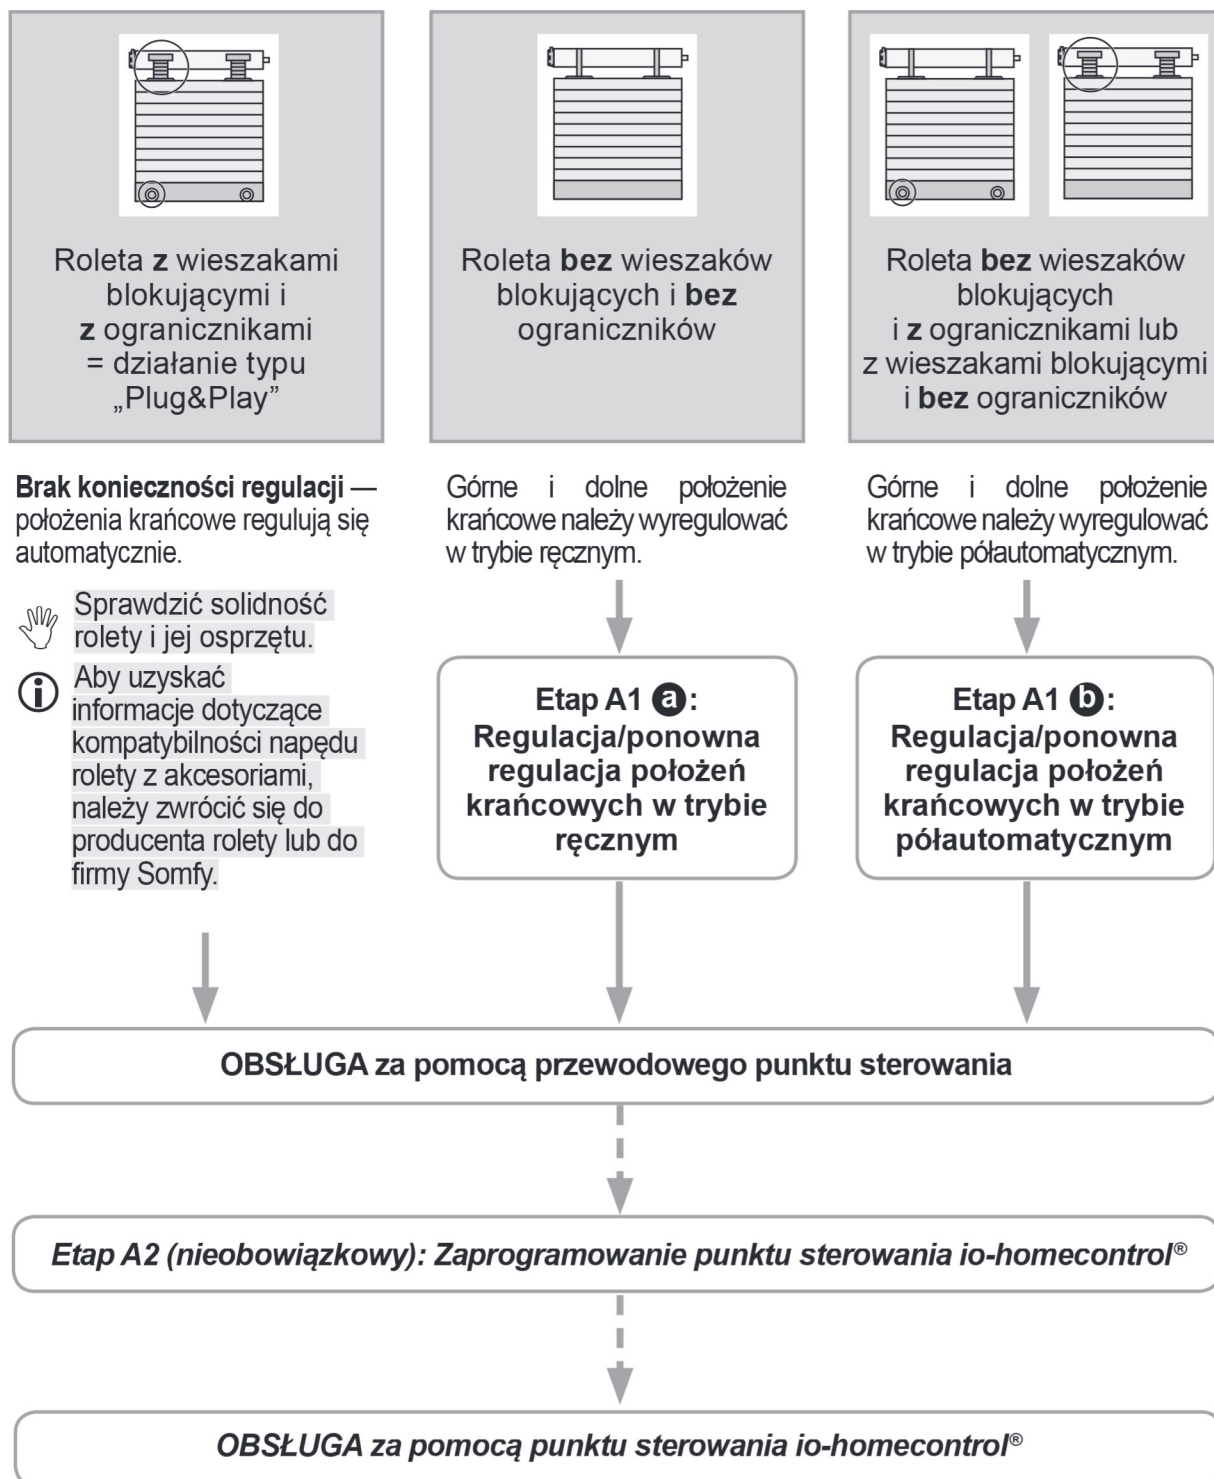 Roleta z wieszakami
blokującymi i
z ogranicznikami
= działanie typu
„Plug&Play”
Roleta bez wieszaków
blokujących i bez
ograniczników
Roleta bez wieszaków
blokujących
i z ogranicznikami lub
z wieszakami blokującymi
i bez ograniczników
Brak konieczności regulacji —
położenia krańcowe regulują się
automatycznie.
Sprawdzić solidność
rolety i jej osprzętu.
Aby uzyskać
informacje dotyczące
kompatybilności napędu
rolety z akcesoriami,
należy zwrócić się do
producenta rolety lub do
firmy Somfy.
Górne i dolne położenie
krańcowe należy wyregulować
w trybie ręcznym.
Etap A1 a:
Regulacja/ponowna
regulacja położeń
krańcowych w trybie
ręcznym
Górne i dolne położenie
krańcowe należy wyregulować
w trybie półautomatycznym.
Etap A1 b:
Regulacja/ponowna
regulacja położeń
krańcowych w trybie
półautomatycznym
OBSŁUGA za pomocą przewodowego punktu sterowania
Etap A2 (nieobowiązkowy): Zaprogramowanie punktu sterowania io-homecontrol®
OBSŁUGA za pomocą punktu sterowania io-homecontrol®